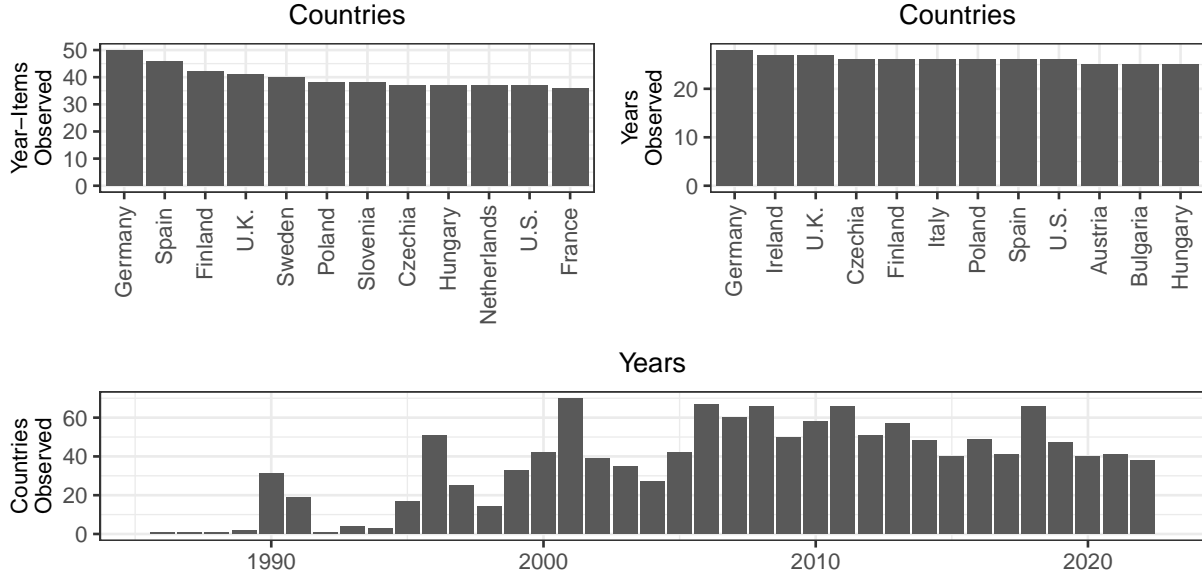 Countries
Year–Items
Observed
50
40
30
20
10
0
Germany
Spain
Finland
U.K.
Sweden
Poland
Slovenia
Czechia
Hungary
Netherlands
U.S.
France
Countries
Years
Observed
20
10
0
Germany
Ireland
U.K.
Czechia
Finland
Italy
Poland
Spain
U.S.
Austria
Bulgaria
Hungary
Years
Countries
Observed
60
40
20
0
1990
2000
2010
2020